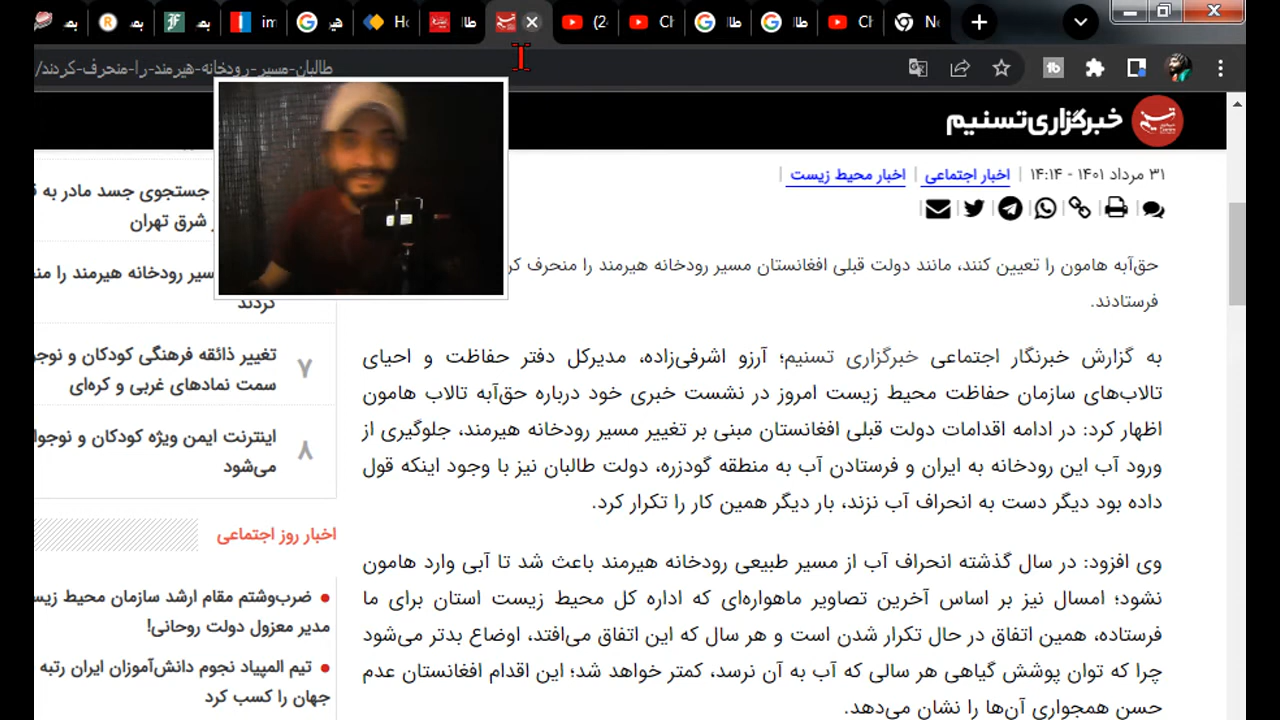 طالبان-مسیر-رودخانه-هیرمند-را-منحرف-کردند/
خبرگزاری تسنیم
۳۱ مرداد ۱۴۰۱ - ۱۴:۱۴ | اخبار اجتماعی | اخبار محیط زیست |
حق‌آبه هامون را تعیین کنند، مانند دولت قبلی افغانستان مسیر رودخانه هیرمند را منحرف
فرستادند.
به گزارش خبرنگار اجتماعی خبرگزاری تسنیم؛ آرزو اشرفی‌زاده، مدیرکل دفتر حفاظت و احیای
تالاب‌های سازمان حفاظت محیط زیست امروز در نشست خبری خود درباره حق‌آبه تالاب هامون
اظهار کرد: در ادامه اقدامات دولت قبلی افغانستان مبنی بر تغییر مسیر رودخانه هیرمند، جلوگیری از
ورود آب این رودخانه به ایران و فرستادن آب به منطقه گودزره، دولت طالبان نیز با وجود اینکه قول
داده بود دیگر دست به انحراف آب نزند، بار دیگر همین کار را تکرار کرد.
وی افزود: در سال گذشته انحراف آب از مسیر طبیعی رودخانه هیرمند باعث شد تا آبی وارد هامون
نشود؛ امسال نیز بر اساس آخرین تصاویر ماهواره‌ای که اداره کل محیط زیست استان برای ما
فرستاده، همین اتفاق در حال تکرار شدن است و هر سال که این اتفاق می‌افتد، اوضاع بدتر می‌شود
چرا که توان پوشش گیاهی هر سالی که آب به آن نرسد، کمتر خواهد شد؛ این اقدام افغانستان عدم
حسن همجواری آن‌ها را نشان می‌دهد.
جستجوی جسد مادر به
شرق تهران
مسیر رودخانه هیرمند را
کردند
۷
تغییر ذائقه فرهنگی کودکان و
سمت نمادهای غربی و کره‌ای
۸
اینترنت ایمن ویژه کودکان و
می‌شود
اخبار روز اجتماعی
ضرب‌وشتم مقام ارشد سازمان محیط
مدیر معزول دولت روحانی!
تیم المپیاد نجوم دانش‌آموزان ایران رتبه
جهان را کسب کرد